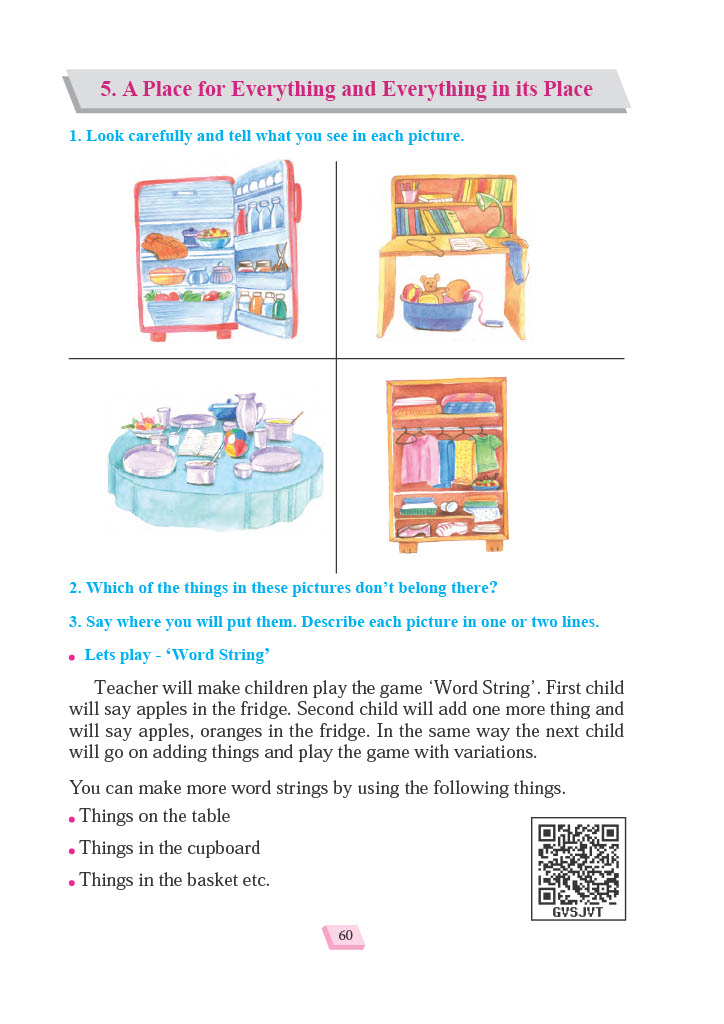 5. A Place for Everything and Everything in its Place
1. Look carefully and tell what you see in each picture.
2. Which of the things in these pictures don’t belong there?
3. Say where you will put them. Describe each picture in one or two lines.
• Lets play - ‘Word String’
Teacher will make children play the game ‘Word String’. First child
will say apples in the fridge. Second child will add one more thing and
will say apples, oranges in the fridge. In the same way the next child
will go on adding things and play the game with variations.
You can make more word strings by using the following things.
• Things on the table
• Things in the cupboard
• Things in the basket etc.
GVSJVT
60